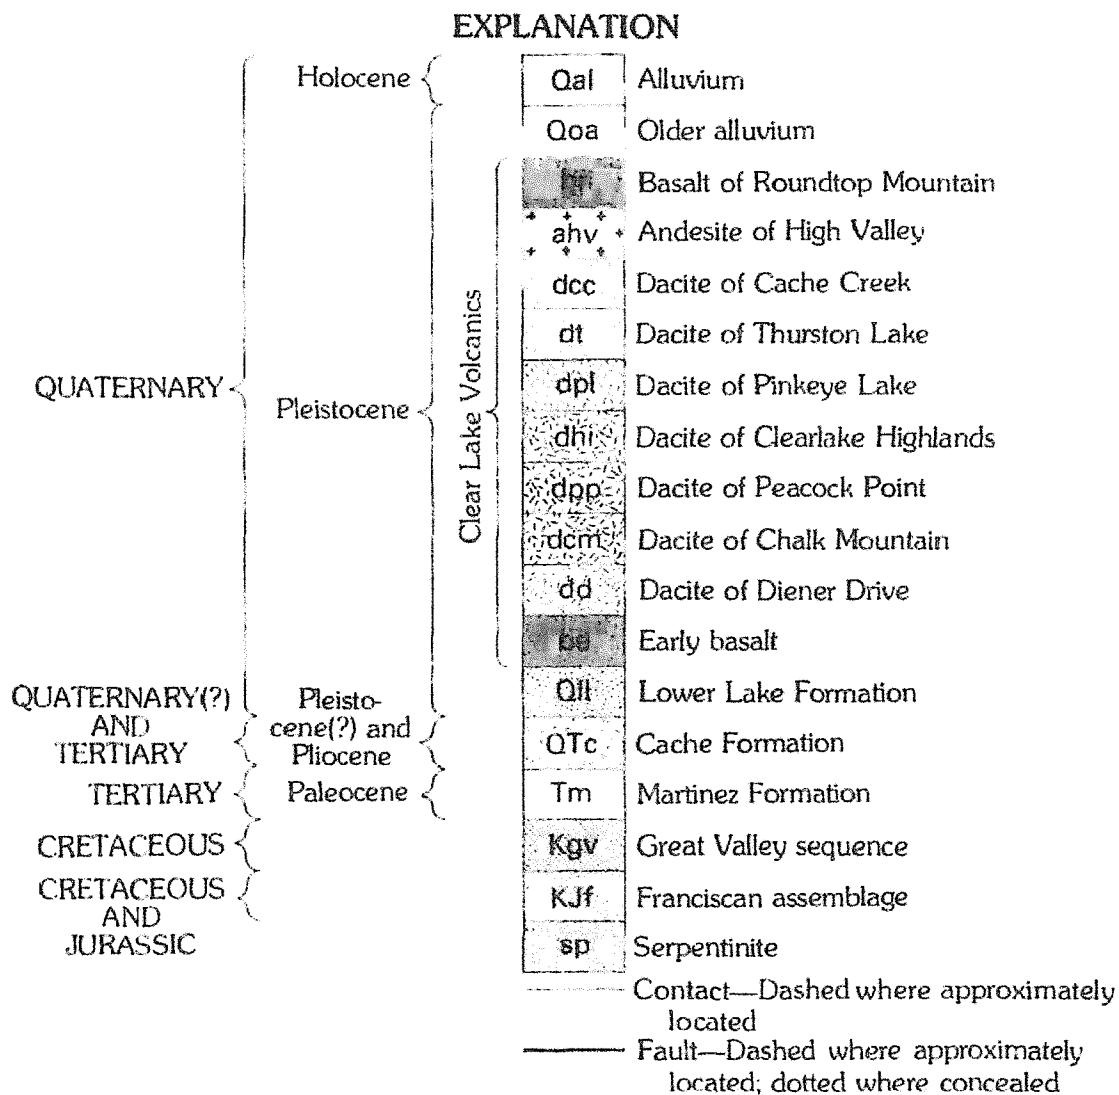 EXPLANATION
Holocene
Qal Alluvium
Qoa Older alluvium
Basalt of Roundtop Mountain
ahv Andesite of High Valley
dcc Dacite of Cache Creek
dt Dacite of Thurston Lake
QUATERNARY
Pleistocene
Clear Lake Volcanics
dpl Dacite of Pinkeye Lake
dhi Dacite of Clearlake Highlands
dpp Dacite of Peacock Point
dcm Dacite of Chalk Mountain
dd Dacite of Diener Drive
Early basalt
Qll Lower Lake Formation
QUATERNARY(?)
AND
TERTIARY
Pleisto-
cene(?) and
Pliocene
QTc Cache Formation
TERTIARY
Paleocene
Tm Martinez Formation
CRETACEOUS
Kgv Great Valley sequence
CRETACEOUS
AND
JURASSIC
KJf Franciscan assemblage
sp Serpentinite
Contact—Dashed where approximately
located
Fault—Dashed where approximately
located; dotted where concealed